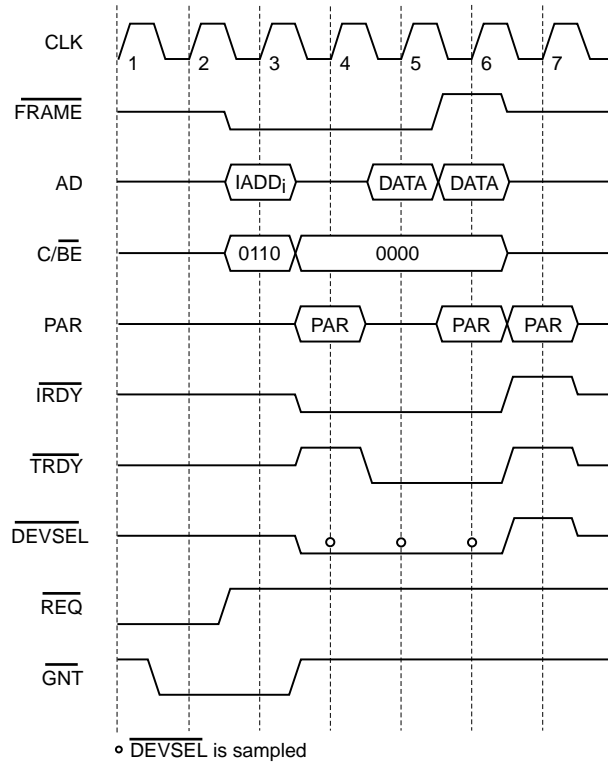 CLK
1 2 3 4 5 6 7
FRAME
AD IADDi DATA DATA
C/BE 0110 0000
PAR PAR PAR PAR
IRDY
TRDY
DEVSEL
REQ
GNT
DEVSEL is sampled